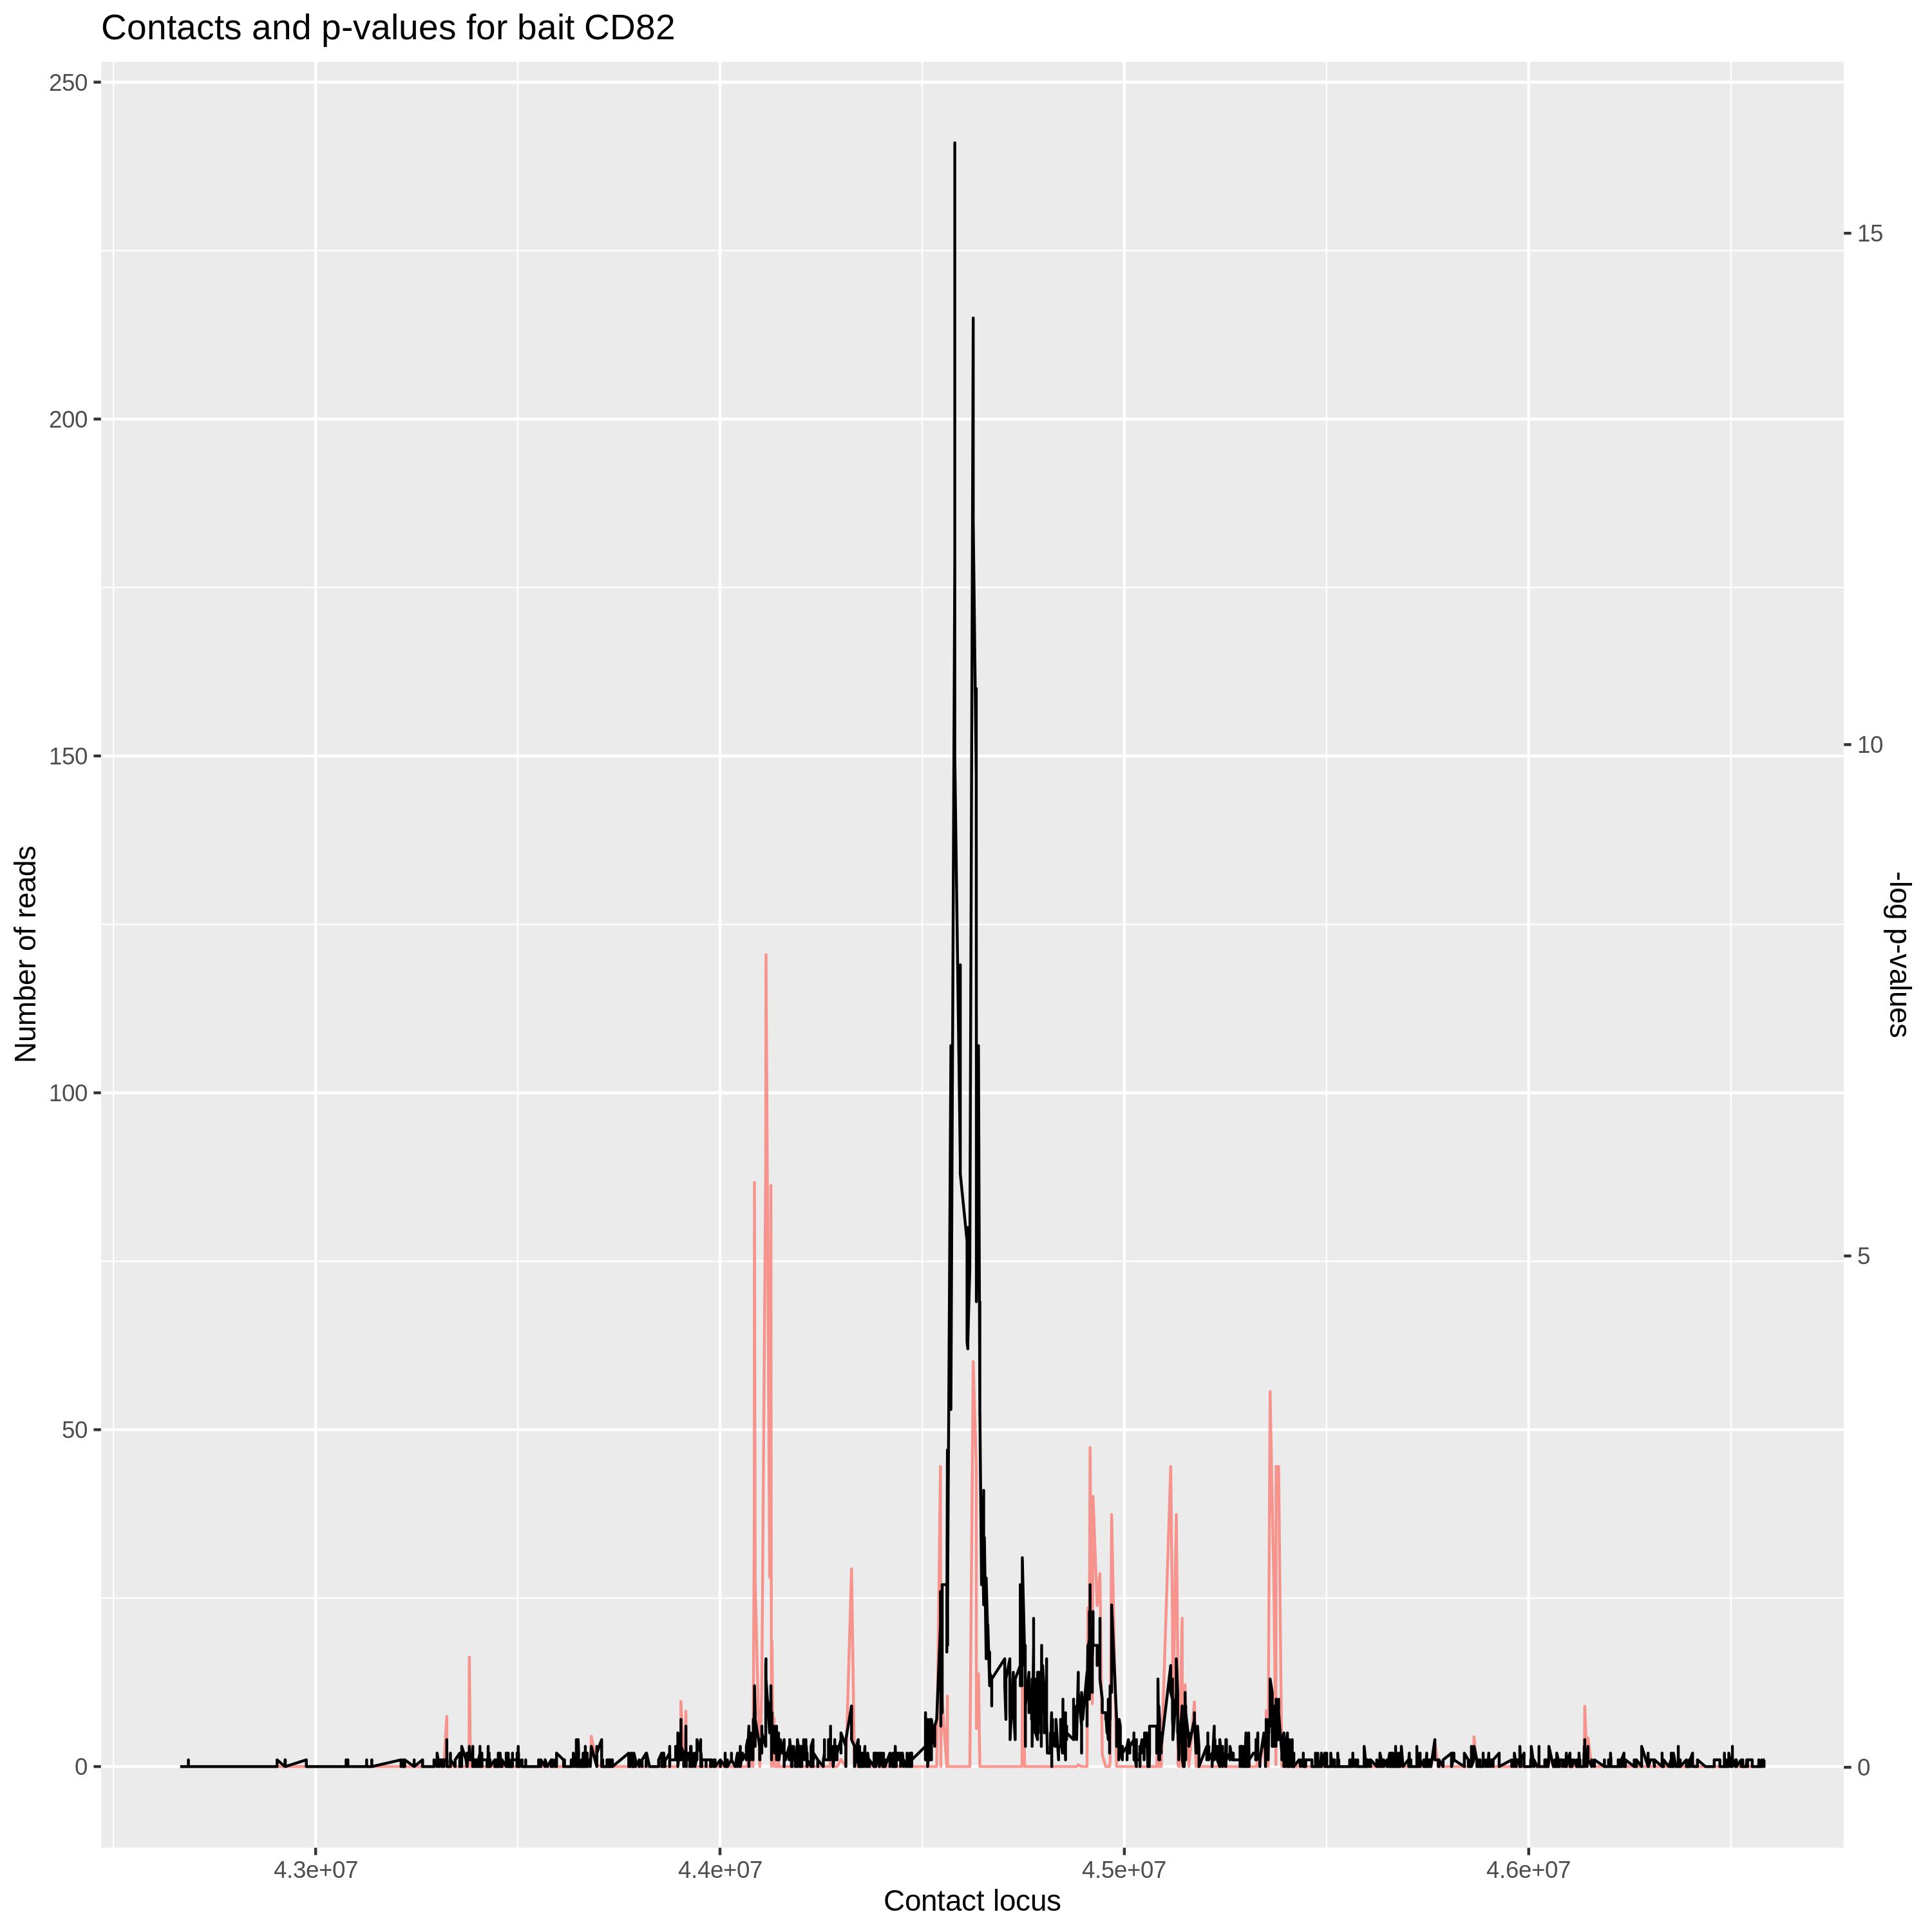 Contacts and p-values for bait CD82
250
200
150
100
50
0
Number of reads
15
10
5
0
-log p-values
4.3e+07 4.4e+07 4.5e+07 4.6e+07
Contact locus